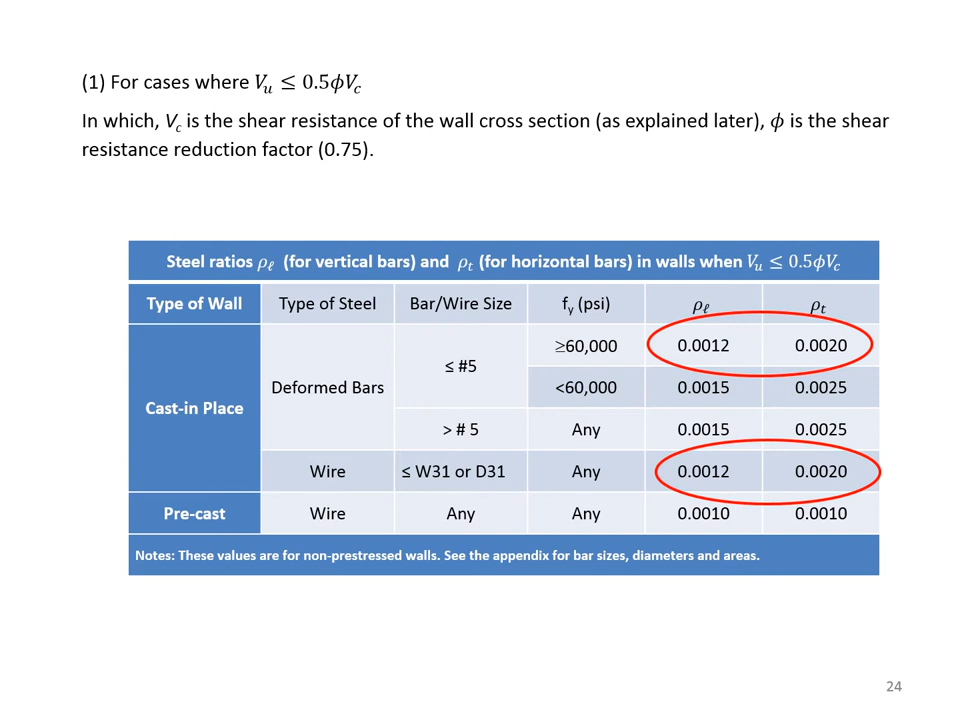 (1) For cases where Vu ≤ 0.5ϕVc
In which, Vc is the shear resistance of the wall cross section (as explained later), ϕ is the shear
resistance reduction factor (0.75).
Steel ratios ρℓ (for vertical bars) and ρt (for horizontal bars) in walls when Vu ≤ 0.5ϕVc
Type of Wall Type of Steel Bar/Wire Size fy (psi) ρℓ ρt
Cast-in Place Deformed Bars ≤ #5 ≥60,000 0.0012 0.0020
<60,000 0.0015 0.0025
> # 5 Any 0.0015 0.0025
Wire ≤ W31 or D31 Any 0.0012 0.0020
Pre-cast Wire Any Any 0.0010 0.0010
Notes: These values are for non-prestressed walls. See the appendix for bar sizes, diameters and areas.
24